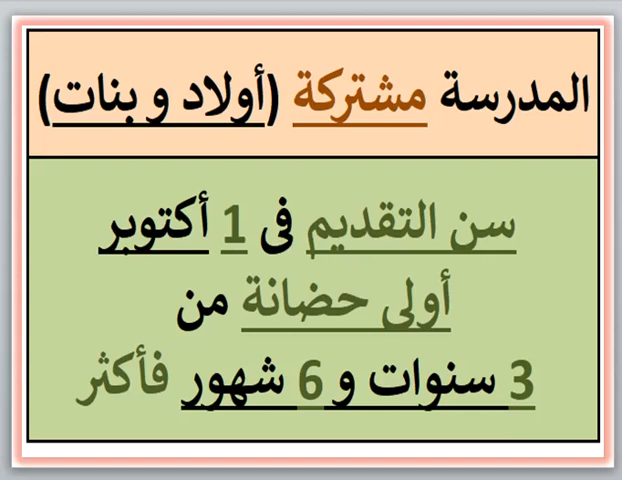 المدرسة مشتركة (أولاد و بنات)
سن التقديم فى 1 أكتوبر
أولى حضانة من
3 سنوات و 6 شهور فأكثر